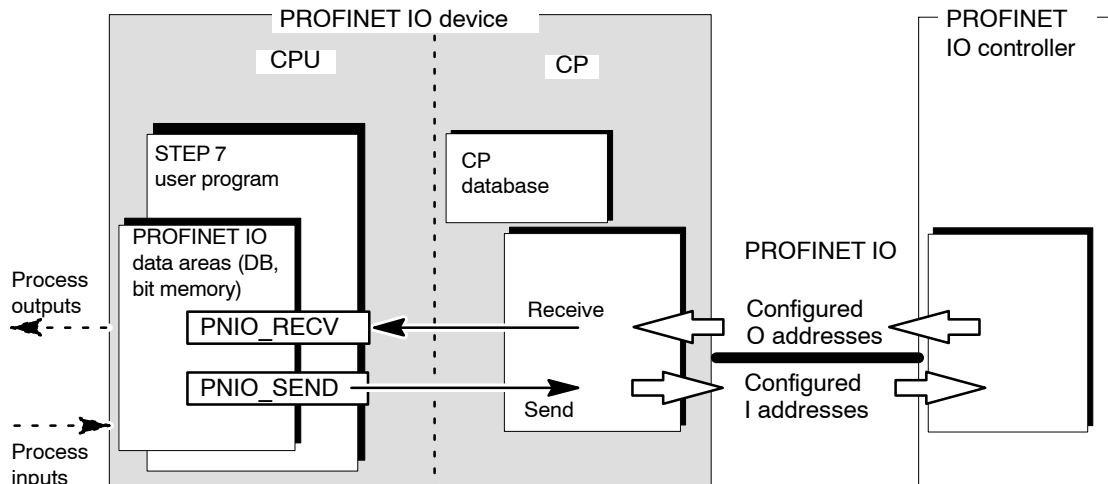 PROFINET IO device
PROFINET
IO controller
CPU
CP
STEP 7
user program
CP
database
PROFINET IO
data areas (DB,
bit memory)
Process
outputs
PNIO_RECV
Receive
PROFINET IO
Configured
O addresses
PNIO_SEND
Send
Configured
I addresses
Process
inputs